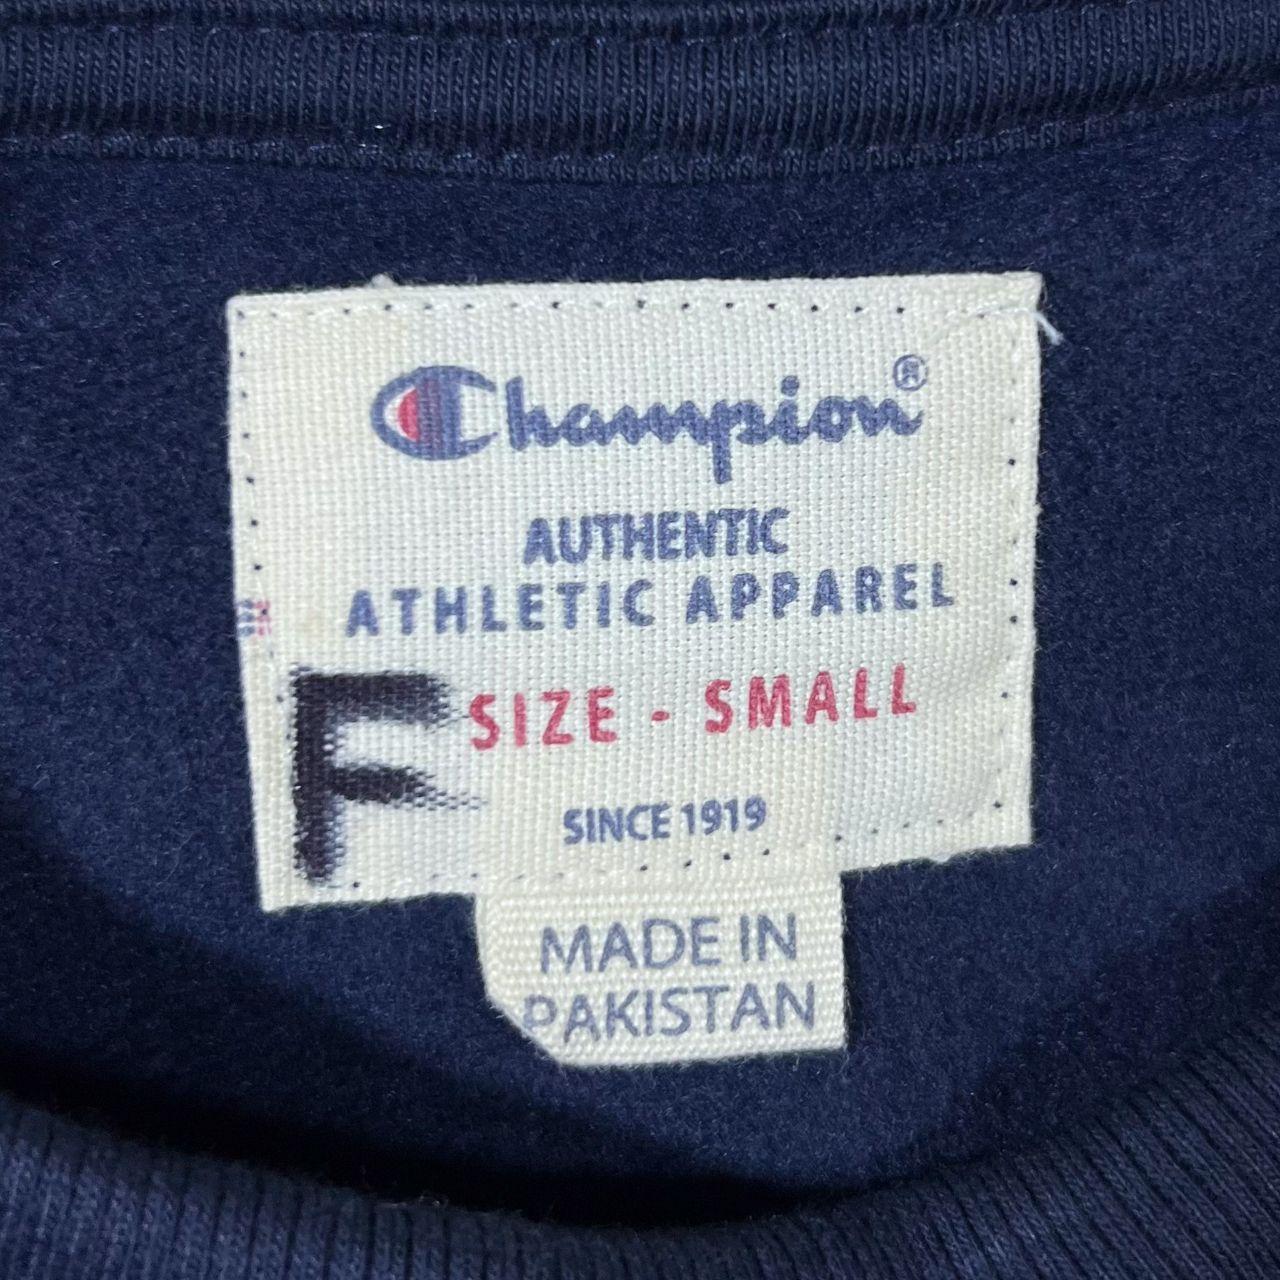 Champion®
AUTHENTIC
ATHLETIC APPAREL
F SIZE - SMALL
SINCE 1919
MADE IN
PAKISTAN